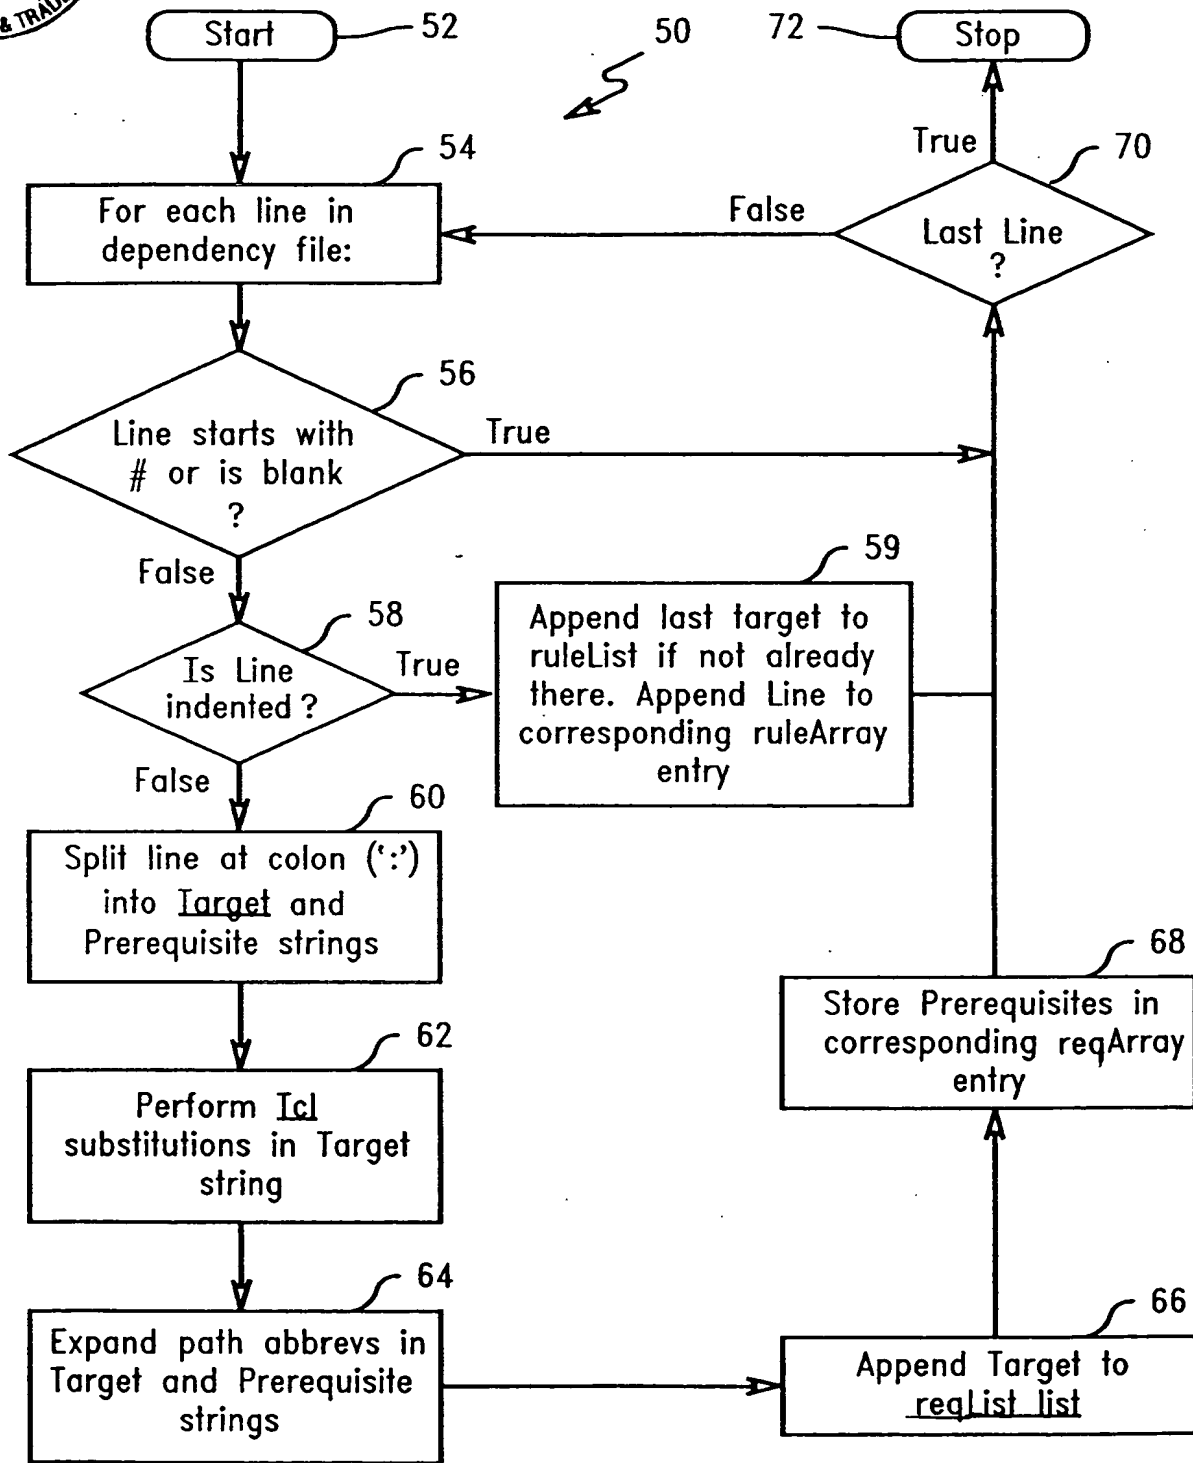 & TRADE
Start
52
50
72
Stop
54
True
70
For each line in
dependency file:
False
Last Line
?
56
Line starts with
# or is blank
?
True
False
59
58
Is Line
indented ?
True
Append last target to
ruleList if not already
there. Append Line to
corresponding ruleArray
entry
False
60
Split line at colon (‘:’)
into Target and
Prerequisite strings
68
Store Prerequisites in
corresponding reqArray
entry
62
Perform Tcl
substitutions in Target
string
64
Expand path abbrevs in
Target and Prerequisite
strings
66
Append Target to
reqList list